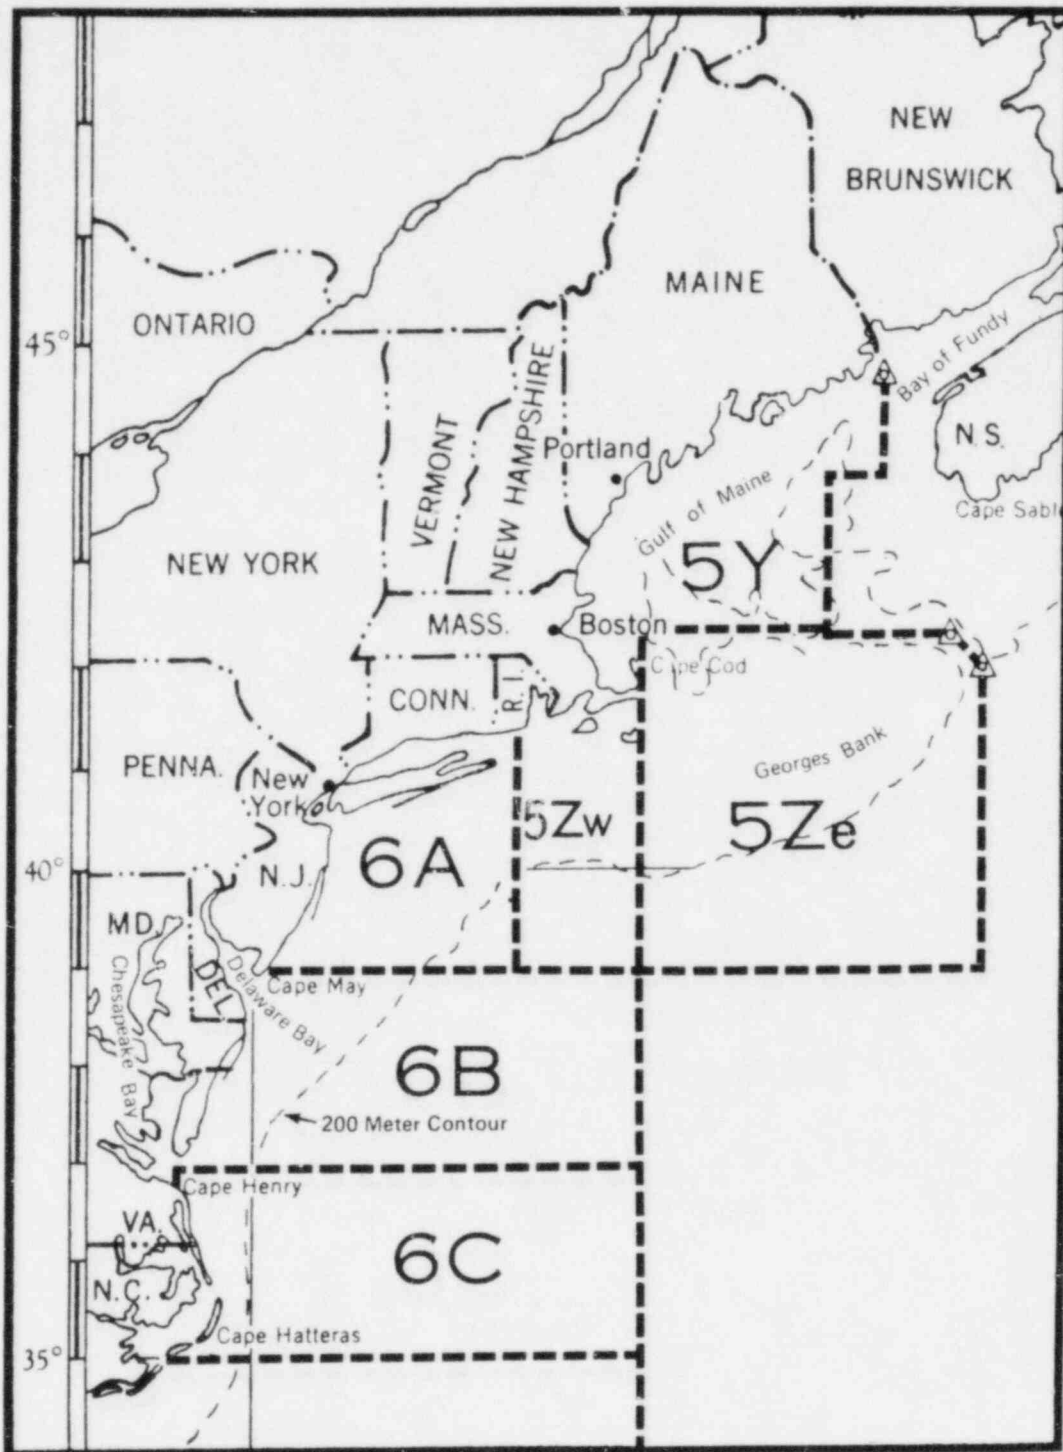 NEW
BRUNSWICK
MAINE
ONTARIO
45°
Bay of Fundy
VERMONT
NEW HAMPSHIRE
Portland
N.S.
Gulf of Maine
Cape Sabl
5Y
NEW YORK
MASS.
Boston
Cape Cod
CONN.
R.I.
PENNA.
New
York
Georges Bank
5Zw
5Ze
6A
40°
N.J.
MD.
DEL.
Delaware Bay
Cape May
Chesapeake Bay
6B
200 Meter Contour
Cape Henry
VA.
6C
N.C.
Cape Hatteras
35°